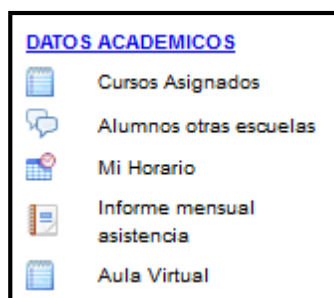 DATOS ACADEMICOS
Cursos Asignados
Alumnos otras escuelas
Mi Horario
Informe mensual
asistencia
Aula Virtual